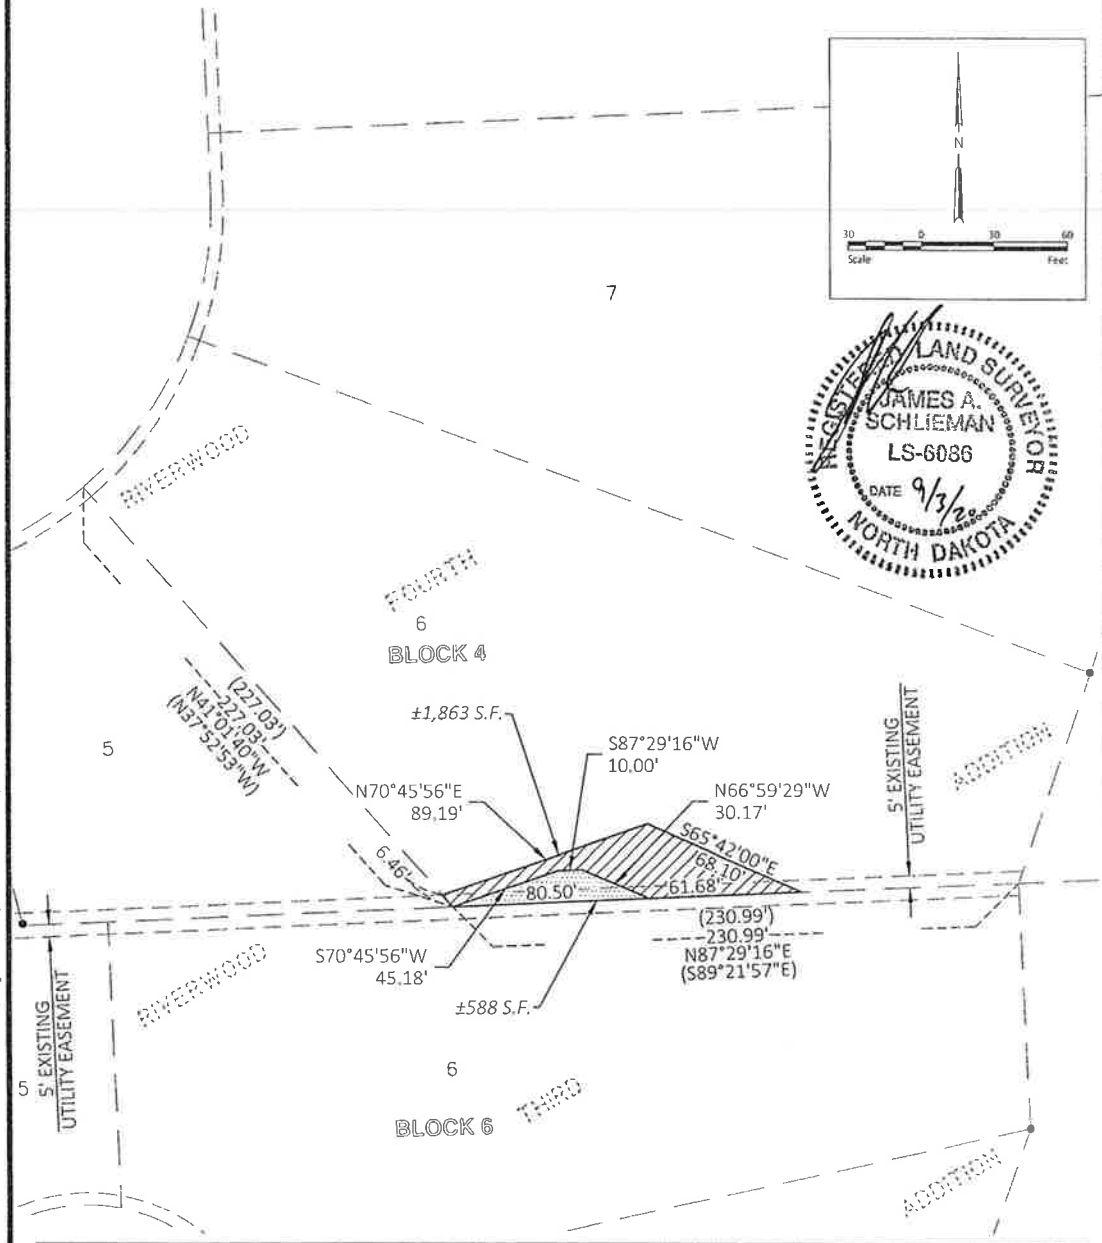 N
30 0 30 60
Scale Feet
7
REGISTERED LAND SURVEYOR
JAMES A.
SCHLIEMAN
LS-6086
DATE 9/3/20
NORTH DAKOTA
RIVERWOOD
FOURTH
6
BLOCK 4
(227.03')
227.03'
N41°01'40"W
(N37°52'53"W)
±1,863 S.F.
S87°29'16"W
10.00'
5
N70°45'56"E
89.19'
N66°59'29"W
30.17'
5' EXISTING
UTILITY EASEMENT
ADDITION
S65°42'00"E
68.10'
6.46'
80.50'
61.68'
(230.99')
230.99'
N87°29'16"E
(S89°21'57"E)
S70°45'56"W
45.18'
RIVERWOOD
±588 S.F.
5' EXISTING
UTILITY EASEMENT
5
6
THIRD
BLOCK 6
ADDITION